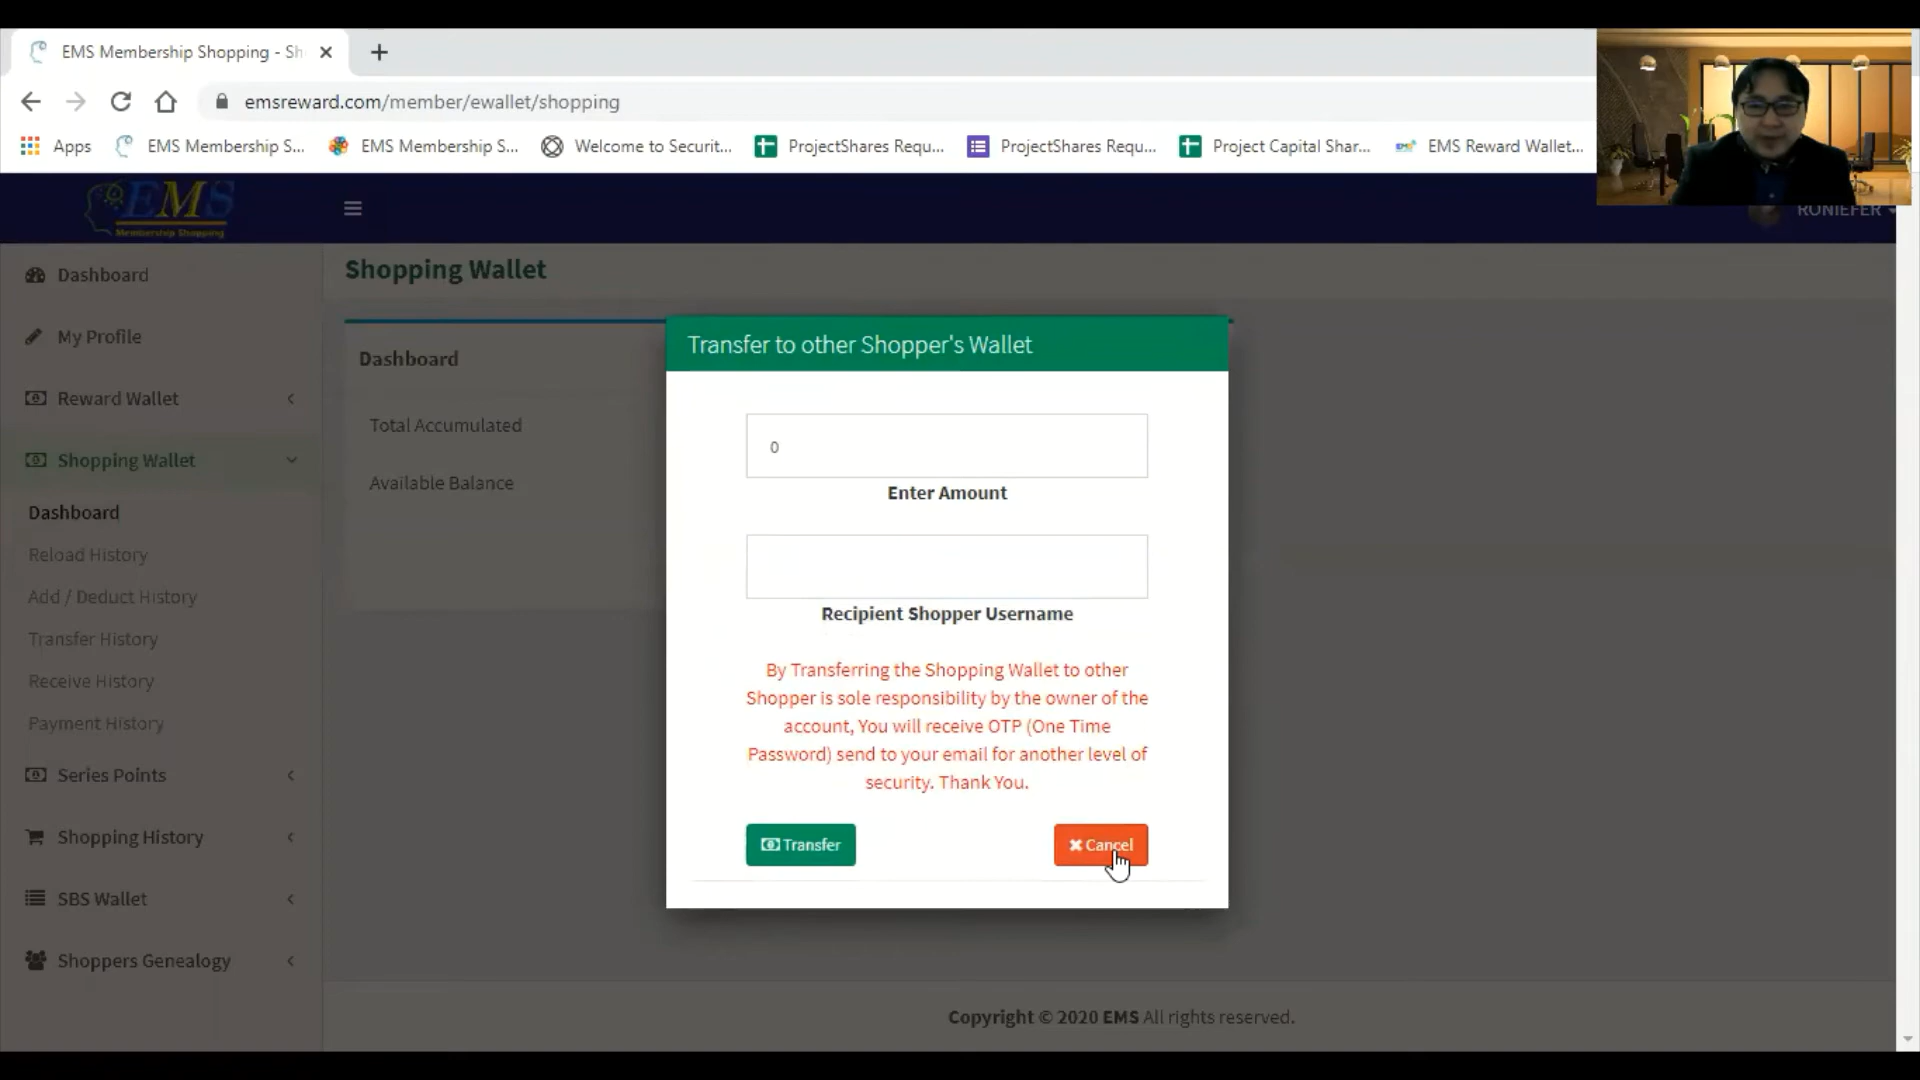 EMS Membership Shopping - Sh
emsreward.com/member/ewallet/shopping
Apps
EMS Membership S...
EMS Membership S...
Welcome to Securit...
ProjectShares Requ...
ProjectShares Requ...
Project Capital Shar...
EMS Reward Wallet...
EMS
Membership Shopping
RONIEFER
Dashboard
My Profile
Reward Wallet
Shopping Wallet
Dashboard
Reload History
Add / Deduct History
Transfer History
Receive History
Payment History
Series Points
Shopping History
SBS Wallet
Shoppers Genealogy
Shopping Wallet
Dashboard
Total Accumulated
Available Balance
Transfer to other Shopper's Wallet
0
Enter Amount
Recipient Shopper Username
By Transferring the Shopping Wallet to other
Shopper is sole responsibility by the owner of the
account, You will receive OTP (One Time
Password) send to your email for another level of
security. Thank You.
Transfer
Cancel
Copyright © 2020 EMS All rights reserved.